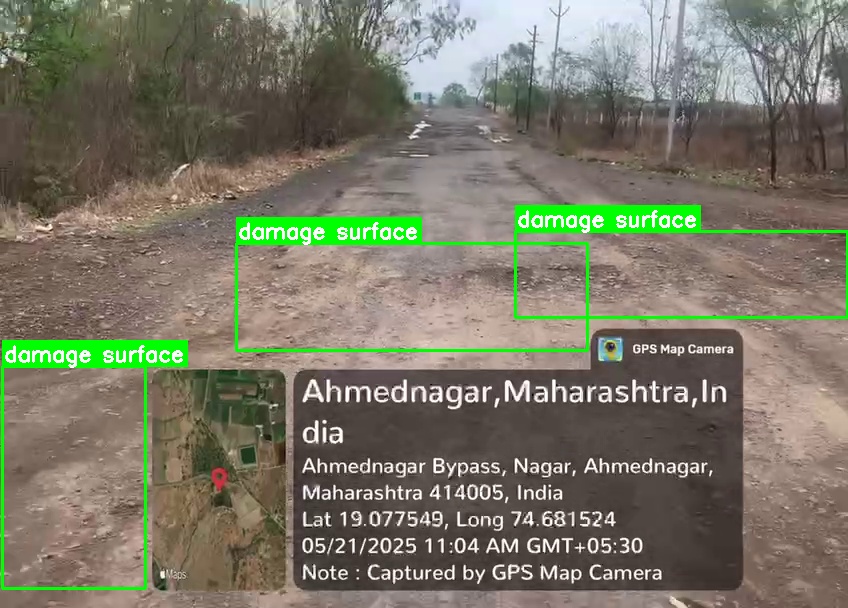 damage surface
damage surface
damage surface
GPS Map Camera
Ahmednagar,Maharashtra,In
dia
Ahmednagar Bypass, Nagar, Ahmednagar,
Maharashtra 414005, India
Lat 19.077549, Long 74.681524
05/21/2025 11:04 AM GMT+05:30
Note : Captured by GPS Map Camera
Maps